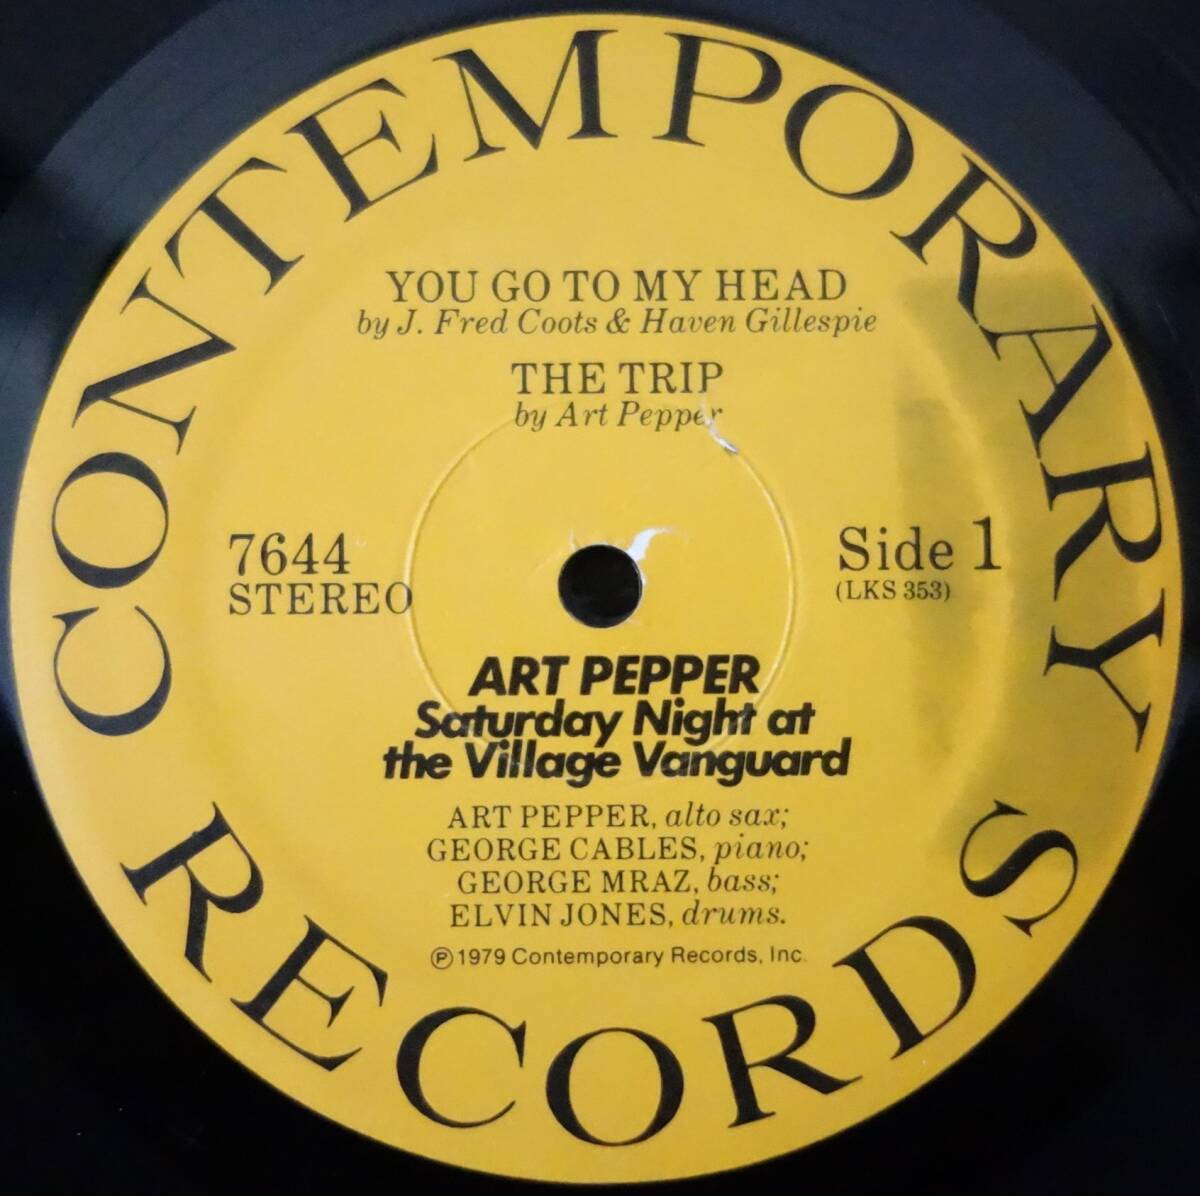 CONTEMPORARY
RECORDS
YOU GO TO MY HEAD
by J. Fred Coots & Haven Gillespie
THE TRIP
by Art Pepper
7644
STEREO
Side 1
(LKS 353)
ART PEPPER
Saturday Night at
the Village Vanguard
ART PEPPER, alto sax;
GEORGE CABLES, piano;
GEORGE MRAZ, bass;
ELVIN JONES, drums.
℗ 1979 Contemporary Records, Inc.